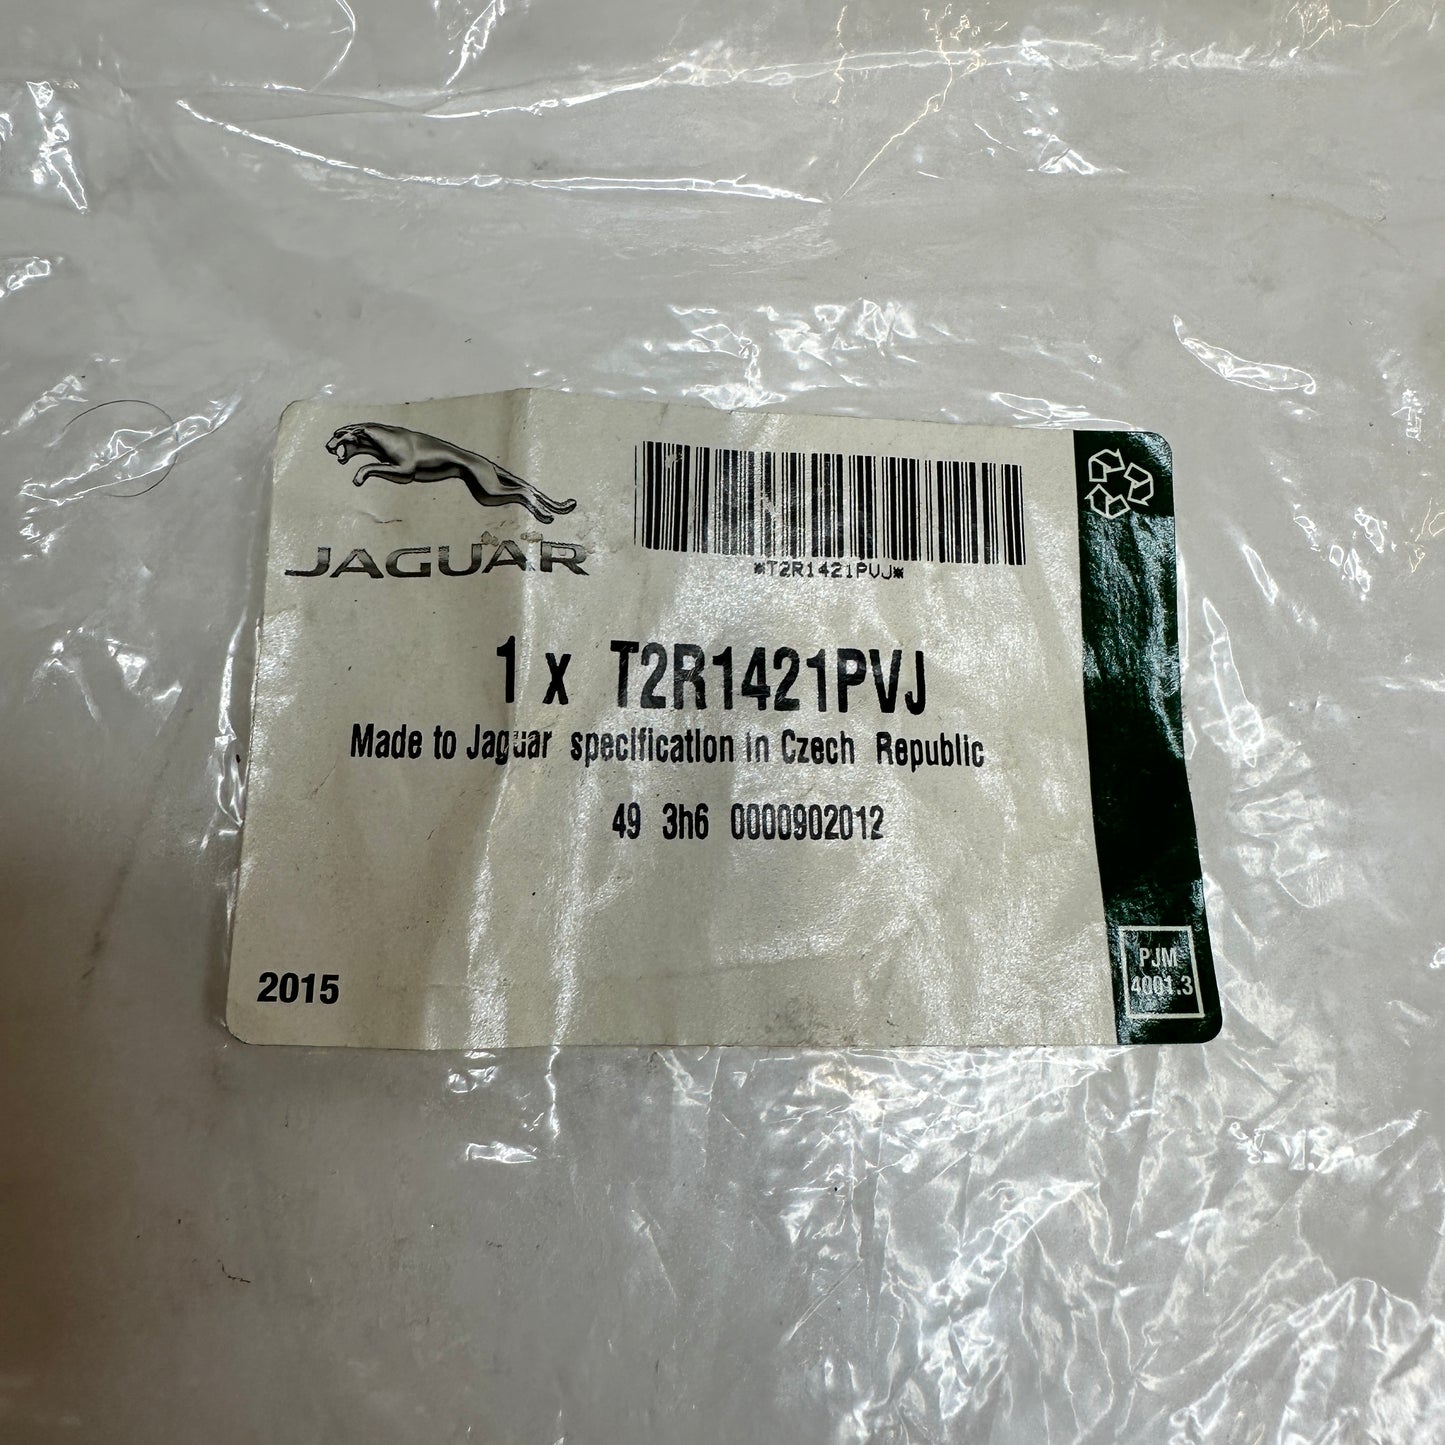 JAGUAR
*T2R1421PVJ*
1 x T2R1421PVJ
Made to Jaguar specification in Czech Republic
49 3h6 0000902012
2015
PJM
4001.3